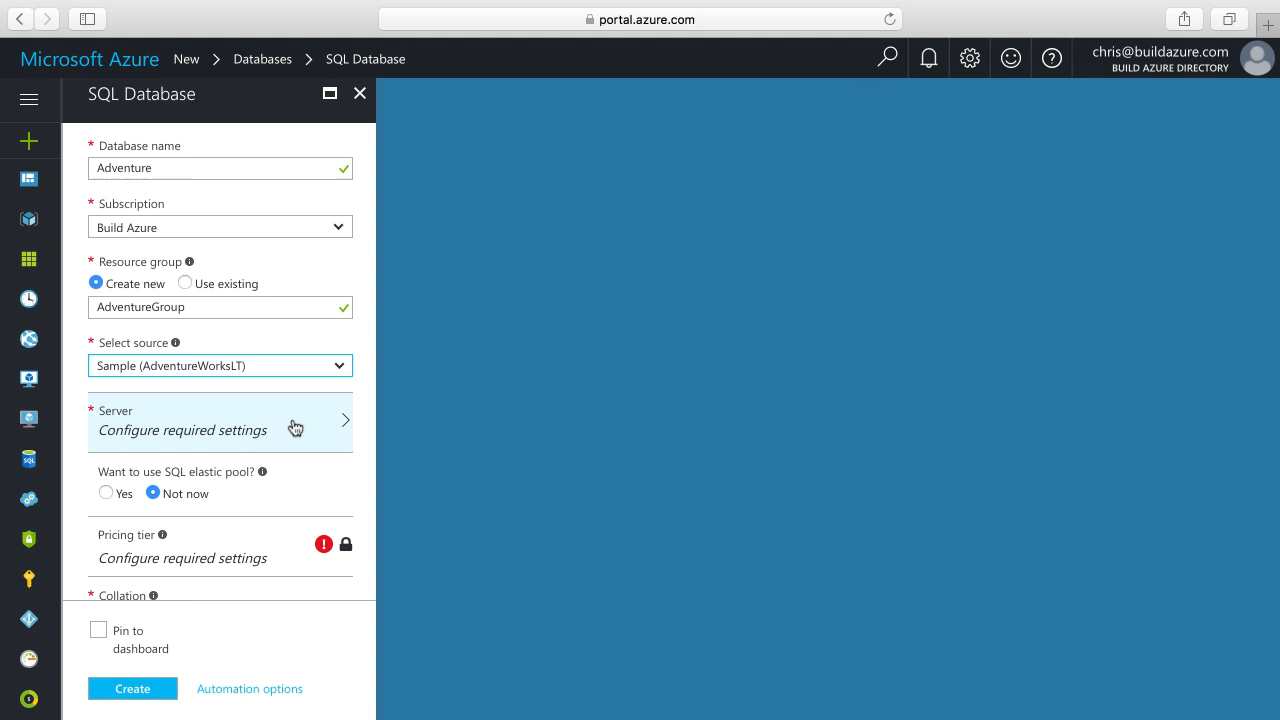 portal.azure.com
Microsoft Azure New > Databases > SQL Database
chris@buildazure.com
BUILD AZURE DIRECTORY
SQL Database
* Database name
Adventure
* Subscription
Build Azure
* Resource group
Create new Use existing
AdventureGroup
* Select source
Sample (AdventureWorksLT)
* Server
Configure required settings
Want to use SQL elastic pool?
Yes Not now
Pricing tier
Configure required settings
* Collation
Pin to
dashboard
Create Automation options